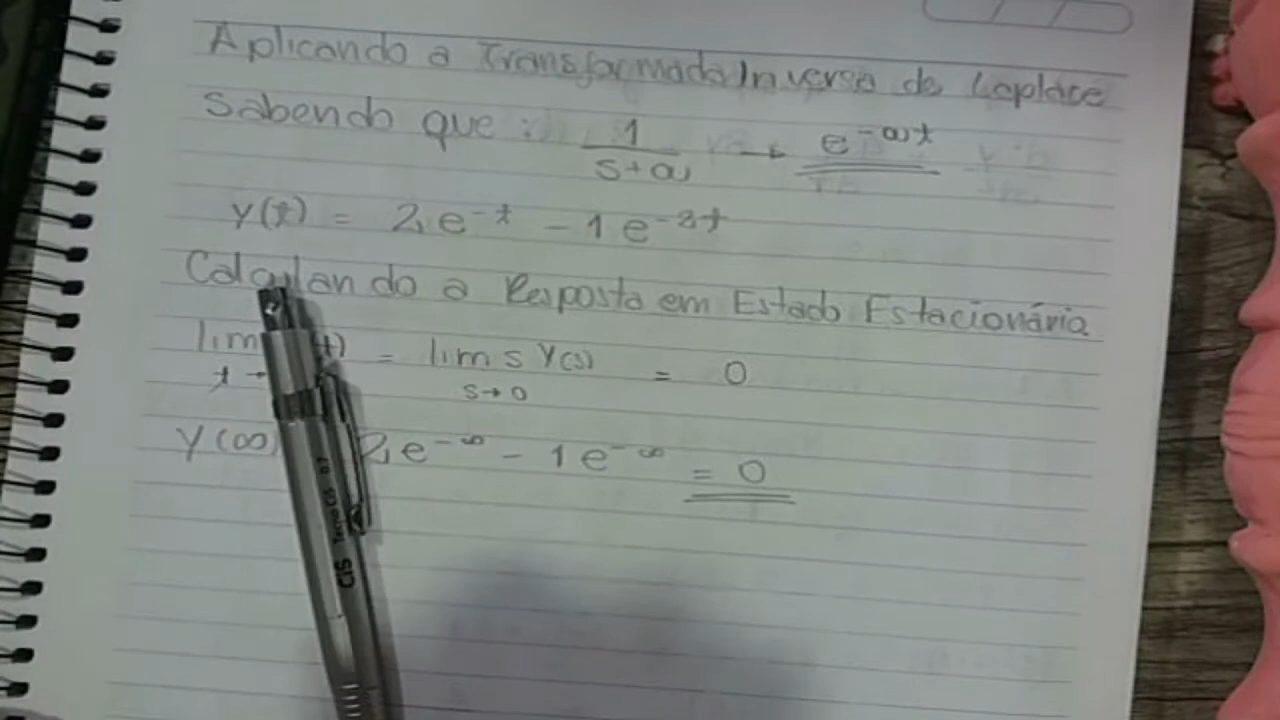 Aplicando a Transformada Inversa de Laplace
Sabendo que : 1/(s+a) → e^-at
y(t) = 2e^-t - 1e^-2t
Calculando a Resposta em Estado Estacionária.
lim t→ t) = lim s→0 s Y(s) = 0
y(∞) 2e^-∞ - 1e^-∞ = 0
CiS